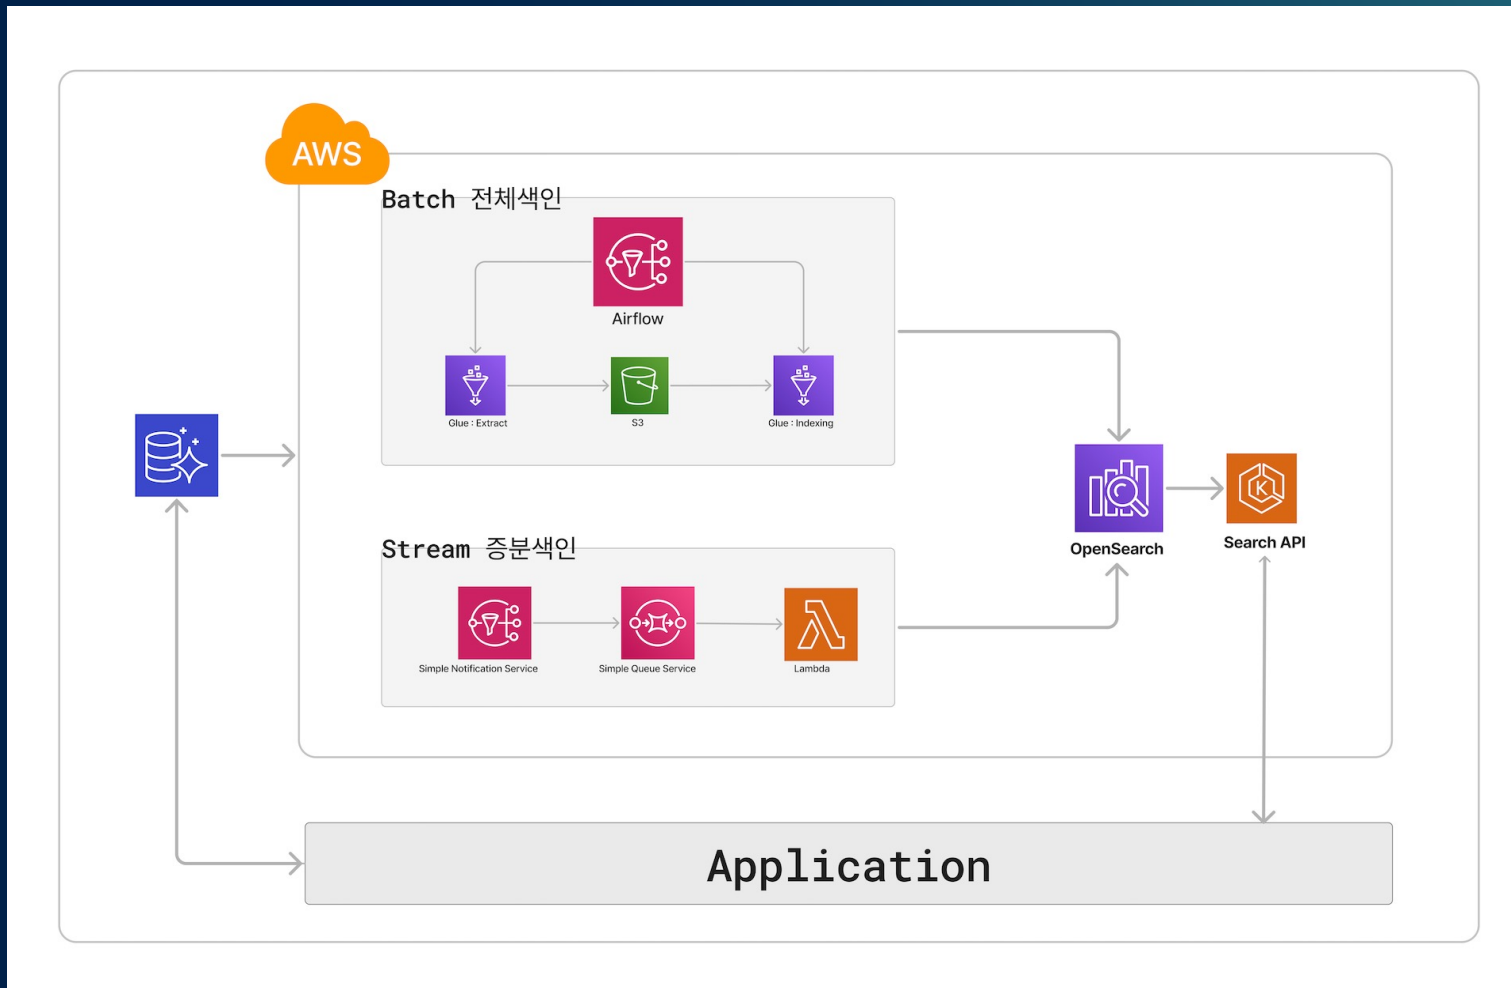 AWS
Batch 전체색인
Airflow
Glue : Extract
S3
Glue : Indexing
Stream 증분색인
Simple Notification Service
Simple Queue Service
Lambda
OpenSearch
K
Search API
Application